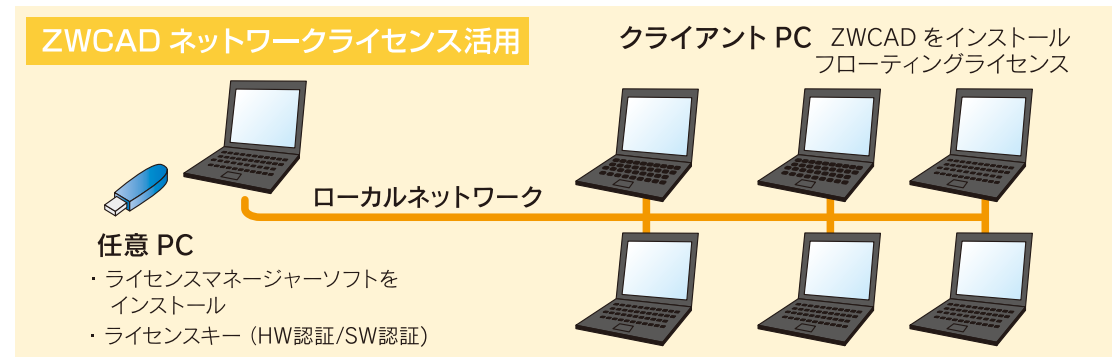 ZWCAD ネットワークライセンス活用
クライアント PC ZWCAD をインストール
フローティングライセンス
ローカルネットワーク
任意 PC
・ライセンスマネージャーソフトを
インストール
・ライセンスキー（HW認証/SW認証）